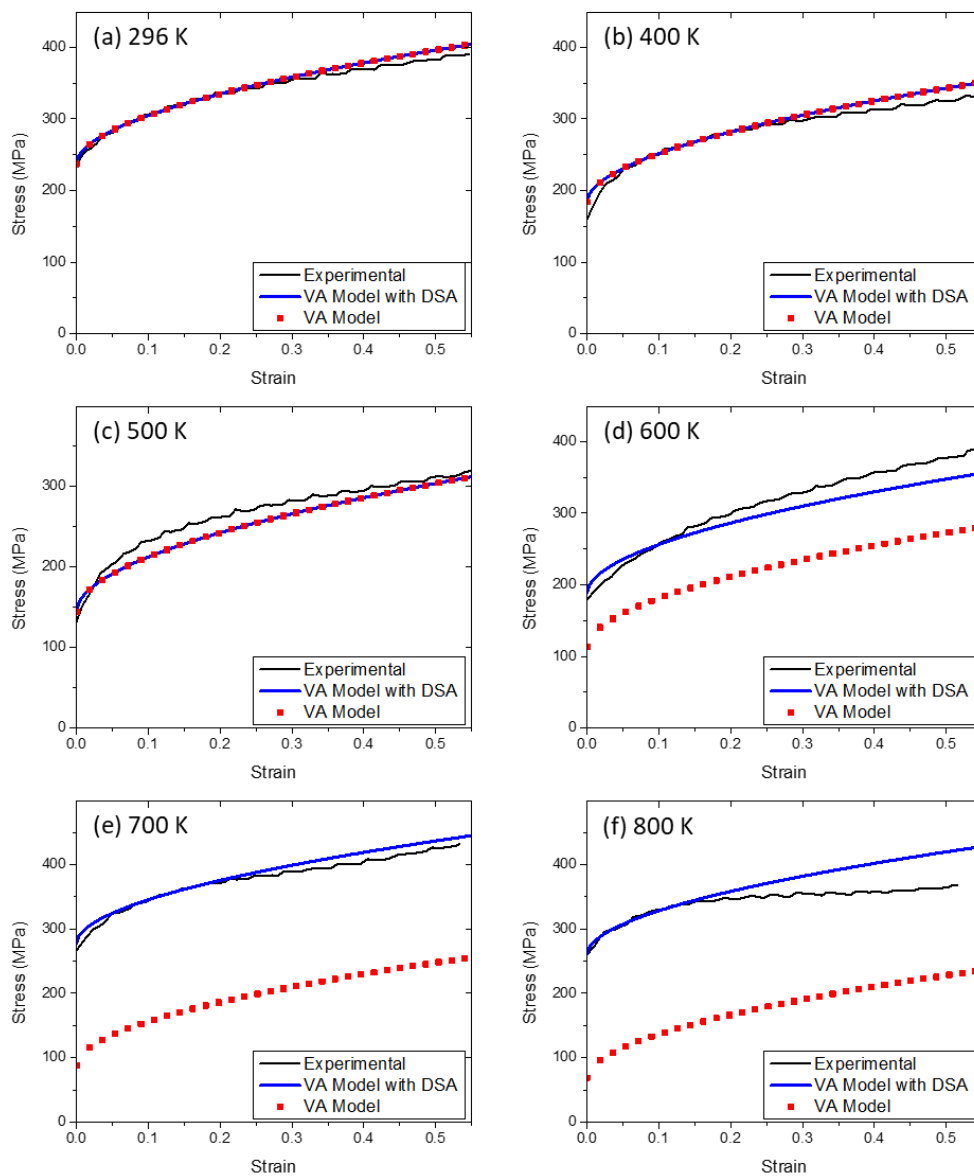 (a) 296 K
400
300
200
100
0
Stress (MPa)
Experimental
VA Model with DSA
VA Model
0.0 0.1 0.2 0.3 0.4 0.5
Strain
(b) 400 K
400
300
200
100
0
Stress (MPa)
Experimental
VA Model with DSA
VA Model
0.0 0.1 0.2 0.3 0.4 0.5
Strain
(c) 500 K
300
200
100
0
Stress (MPa)
Experimental
VA Model with DSA
VA Model
0.0 0.1 0.2 0.3 0.4 0.5
Strain
(d) 600 K
400
300
200
100
0
Stress (MPa)
Experimental
VA Model with DSA
VA Model
0.0 0.1 0.2 0.3 0.4 0.5
Strain
(e) 700 K
400
300
200
100
0
Stress (MPa)
Experimental
VA Model with DSA
VA Model
0.0 0.1 0.2 0.3 0.4 0.5
Strain
(f) 800 K
400
300
200
100
0
Stress (MPa)
Experimental
VA Model with DSA
VA Model
0.0 0.1 0.2 0.3 0.4 0.5
Strain